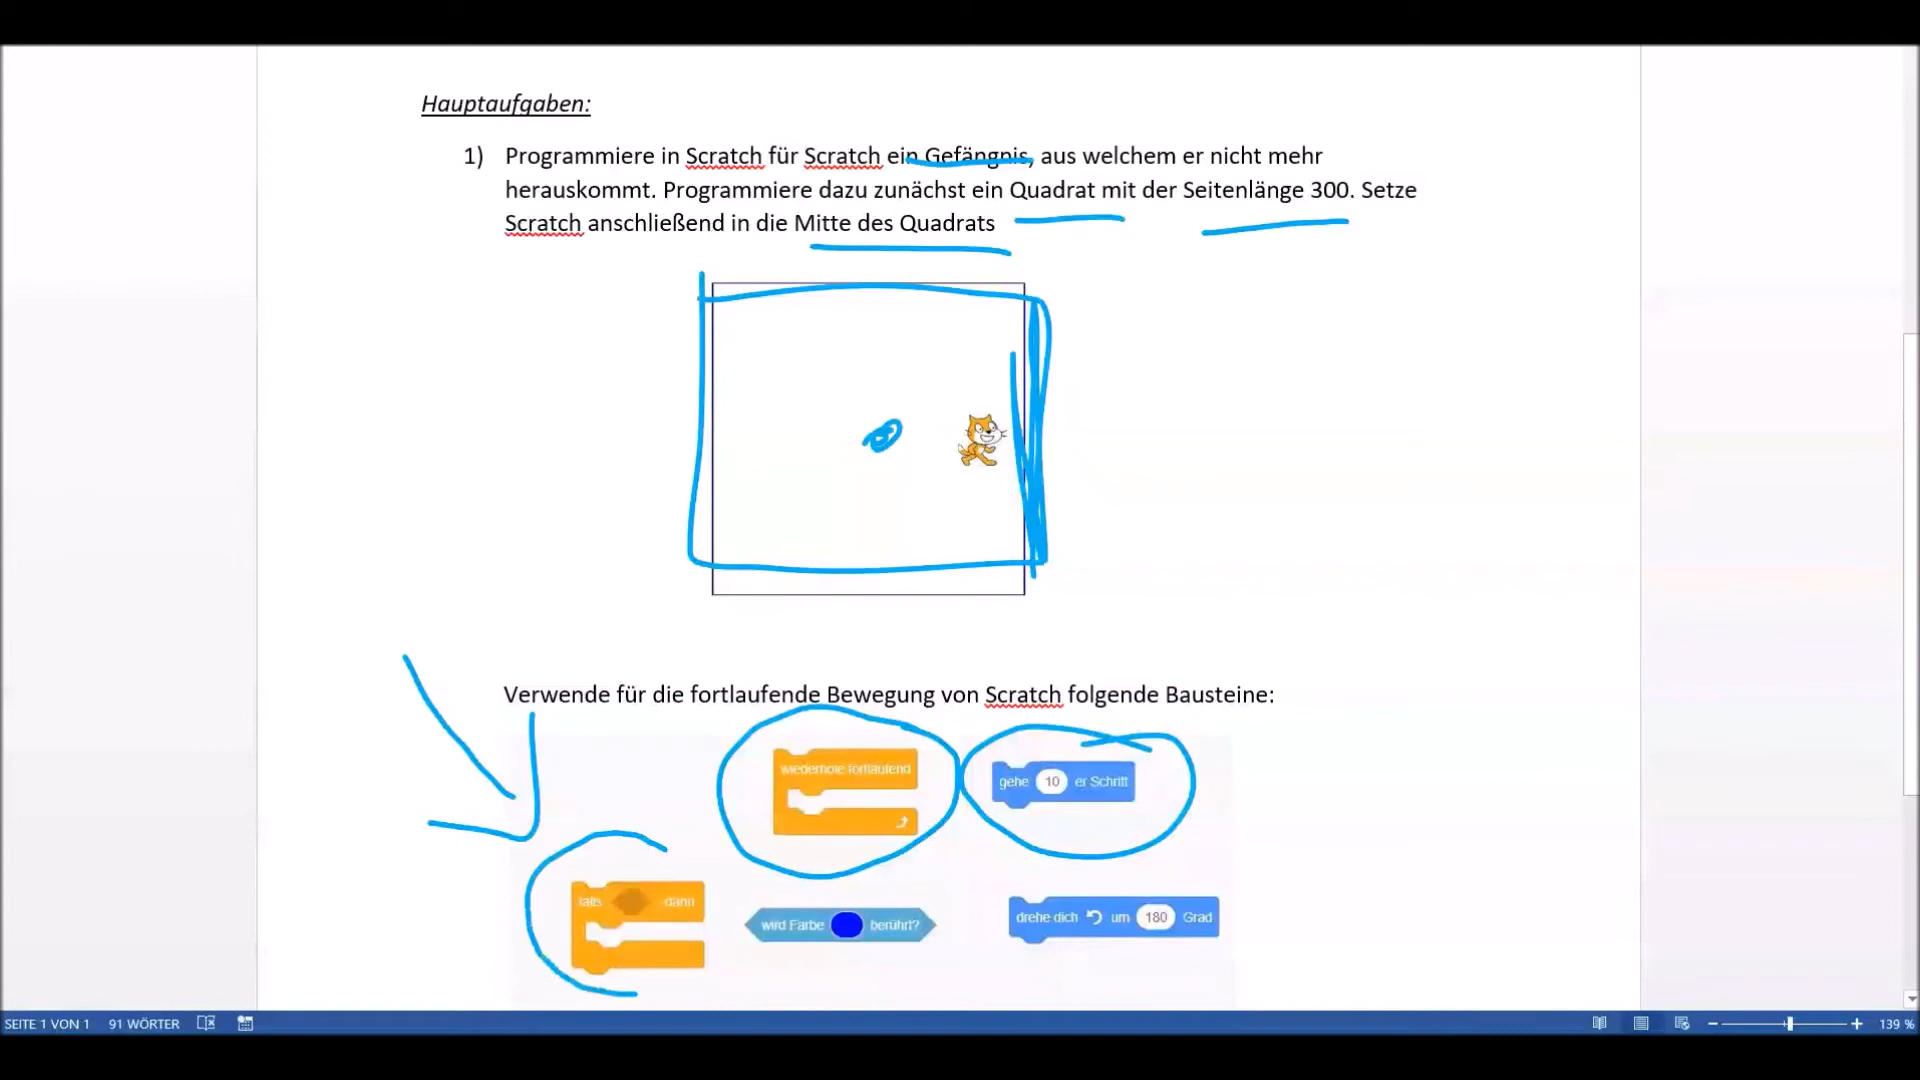 Hauptaufgaben:
1) Programmiere in Scratch für Scratch ein Gefängnis, aus welchem er nicht mehr
herauskommt. Programmiere dazu zunächst ein Quadrat mit der Seitenlänge 300. Setze
Scratch anschließend in die Mitte des Quadrats
Verwende für die fortlaufende Bewegung von Scratch folgende Bausteine:
wiederhole fortlaufend
gehe 10 er Schritt
falls dann
wird Farbe berührt?
drehe dich um 180 Grad
SEITE 1 VON 1 91 WÖRTER
139 %